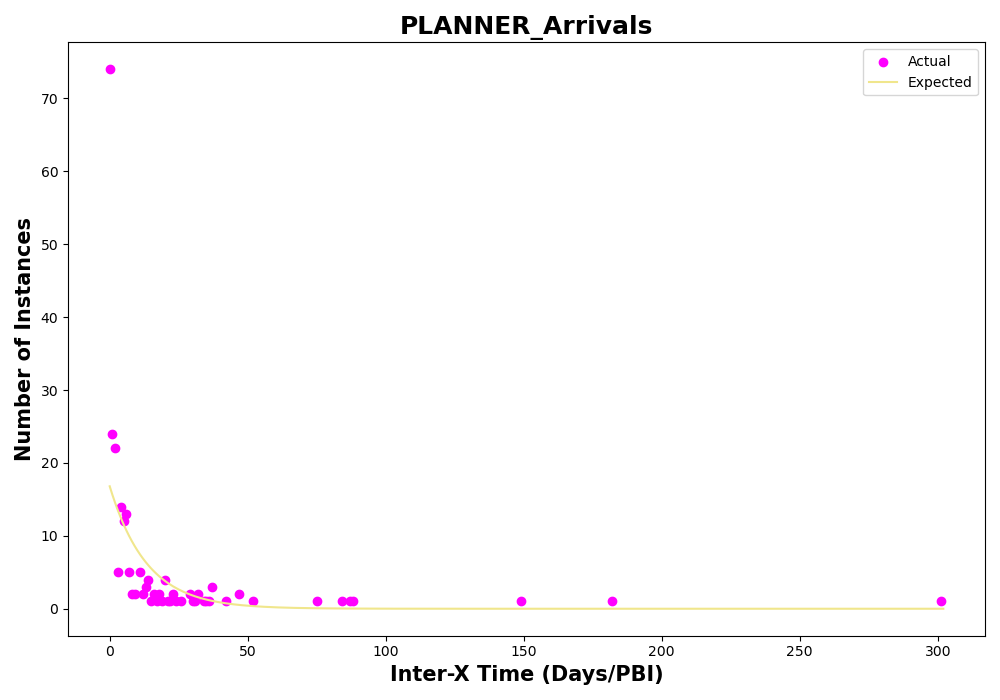 PLANNER_Arrivals
Actual
Expected
Number of Instances
70
60
50
40
30
20
10
0
0 50 100 150 200 250 300
Inter-X Time (Days/PBI)